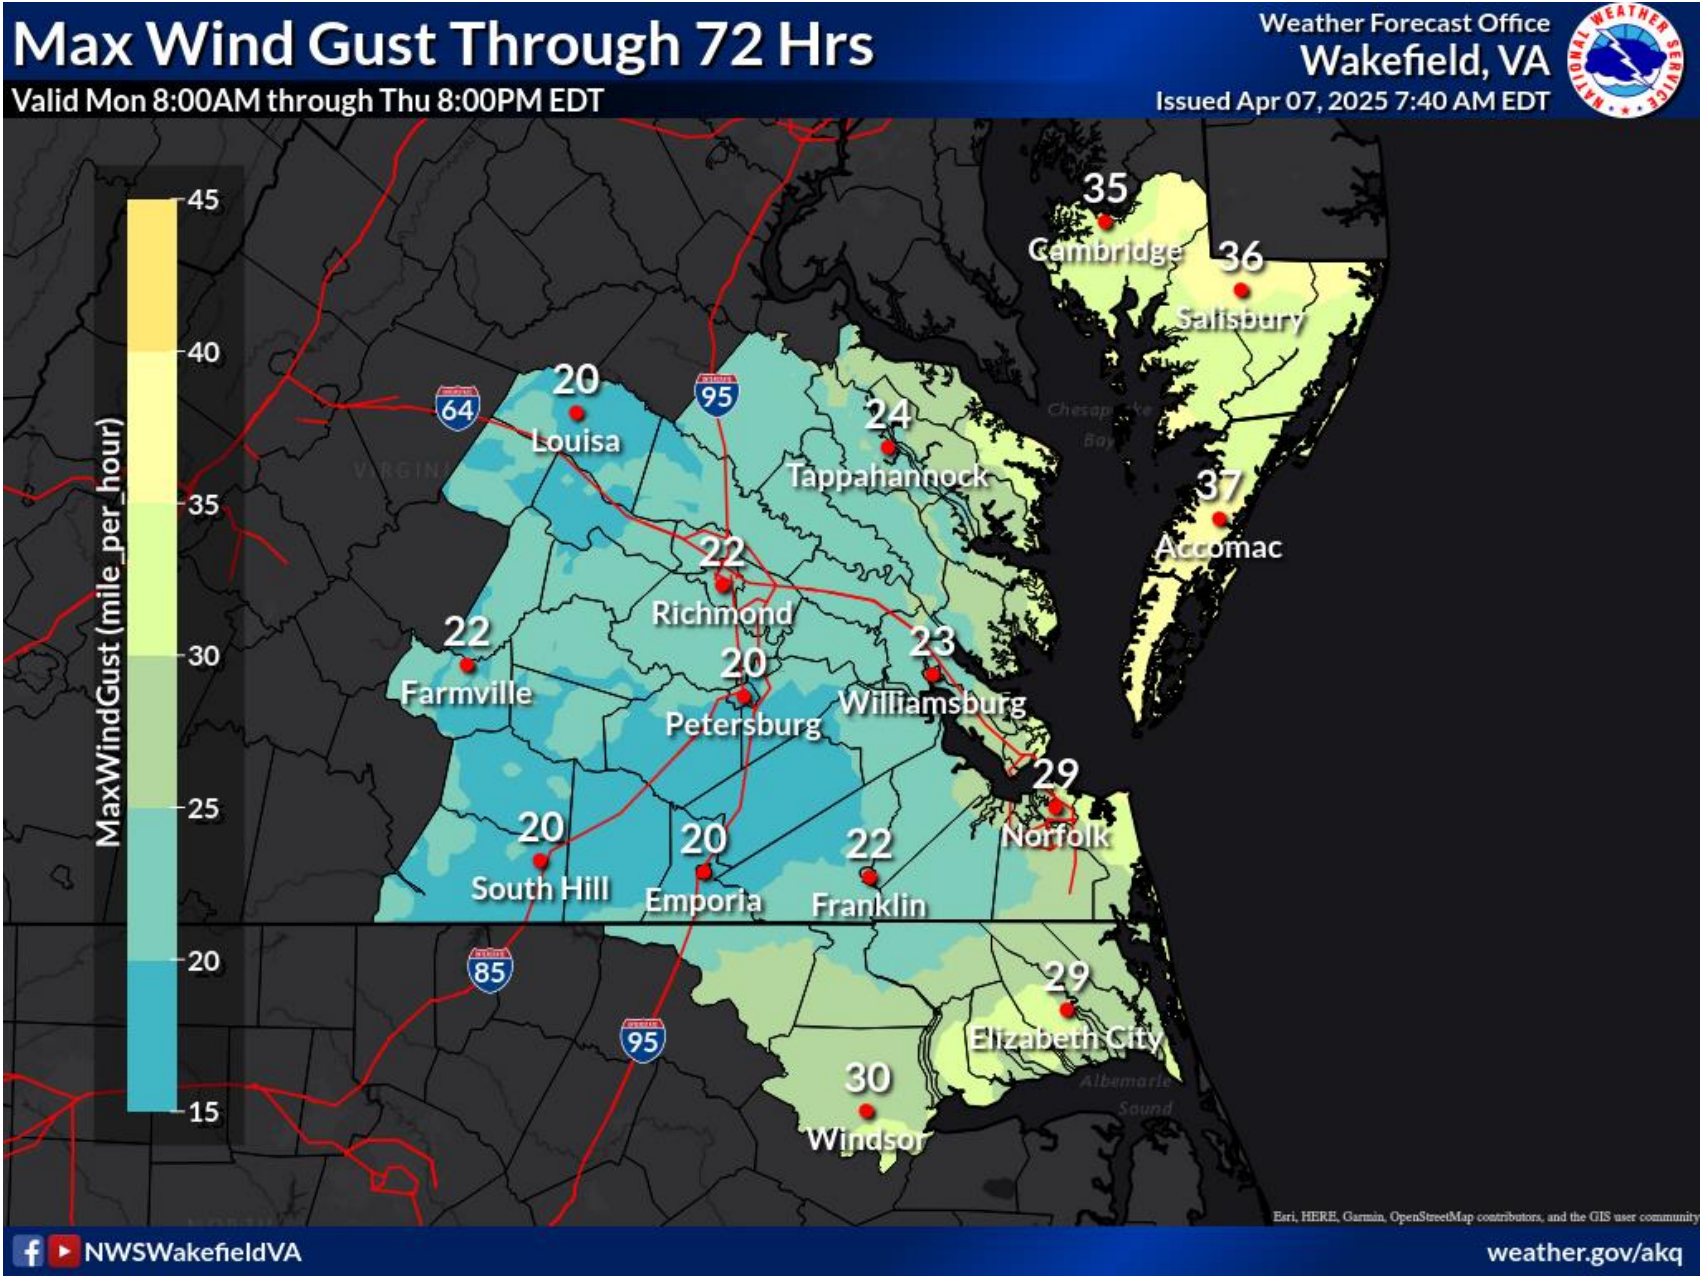 Max Wind Gust Through 72 Hrs
Valid Mon 8:00AM through Thu 8:00PM EDT
Weather Forecast Office
Wakefield, VA
Issued Apr 07, 2025 7:40 AM EDT
NATIONAL WEATHER SERVICE
MaxWindGust (mile_per_hour)
45
40
35
30
25
20
15
35
Cambridge
36
Salisbury
20
Louisa
64
95
24
Tappahannock
Chesapeake
Bay
VIRGINI
37
Accomac
22
Richmond
22
Farmville
23
Williamsburg
20
Petersburg
29
Norfolk
20
South Hill
20
Emporia
22
Franklin
85
95
29
Elizabeth City
30
Windsor
Albemarle
Sound
Esri, HERE, Garmin, OpenStreetMap contributors, and the GIS user community
NWSWakefieldVA
weather.gov/akq